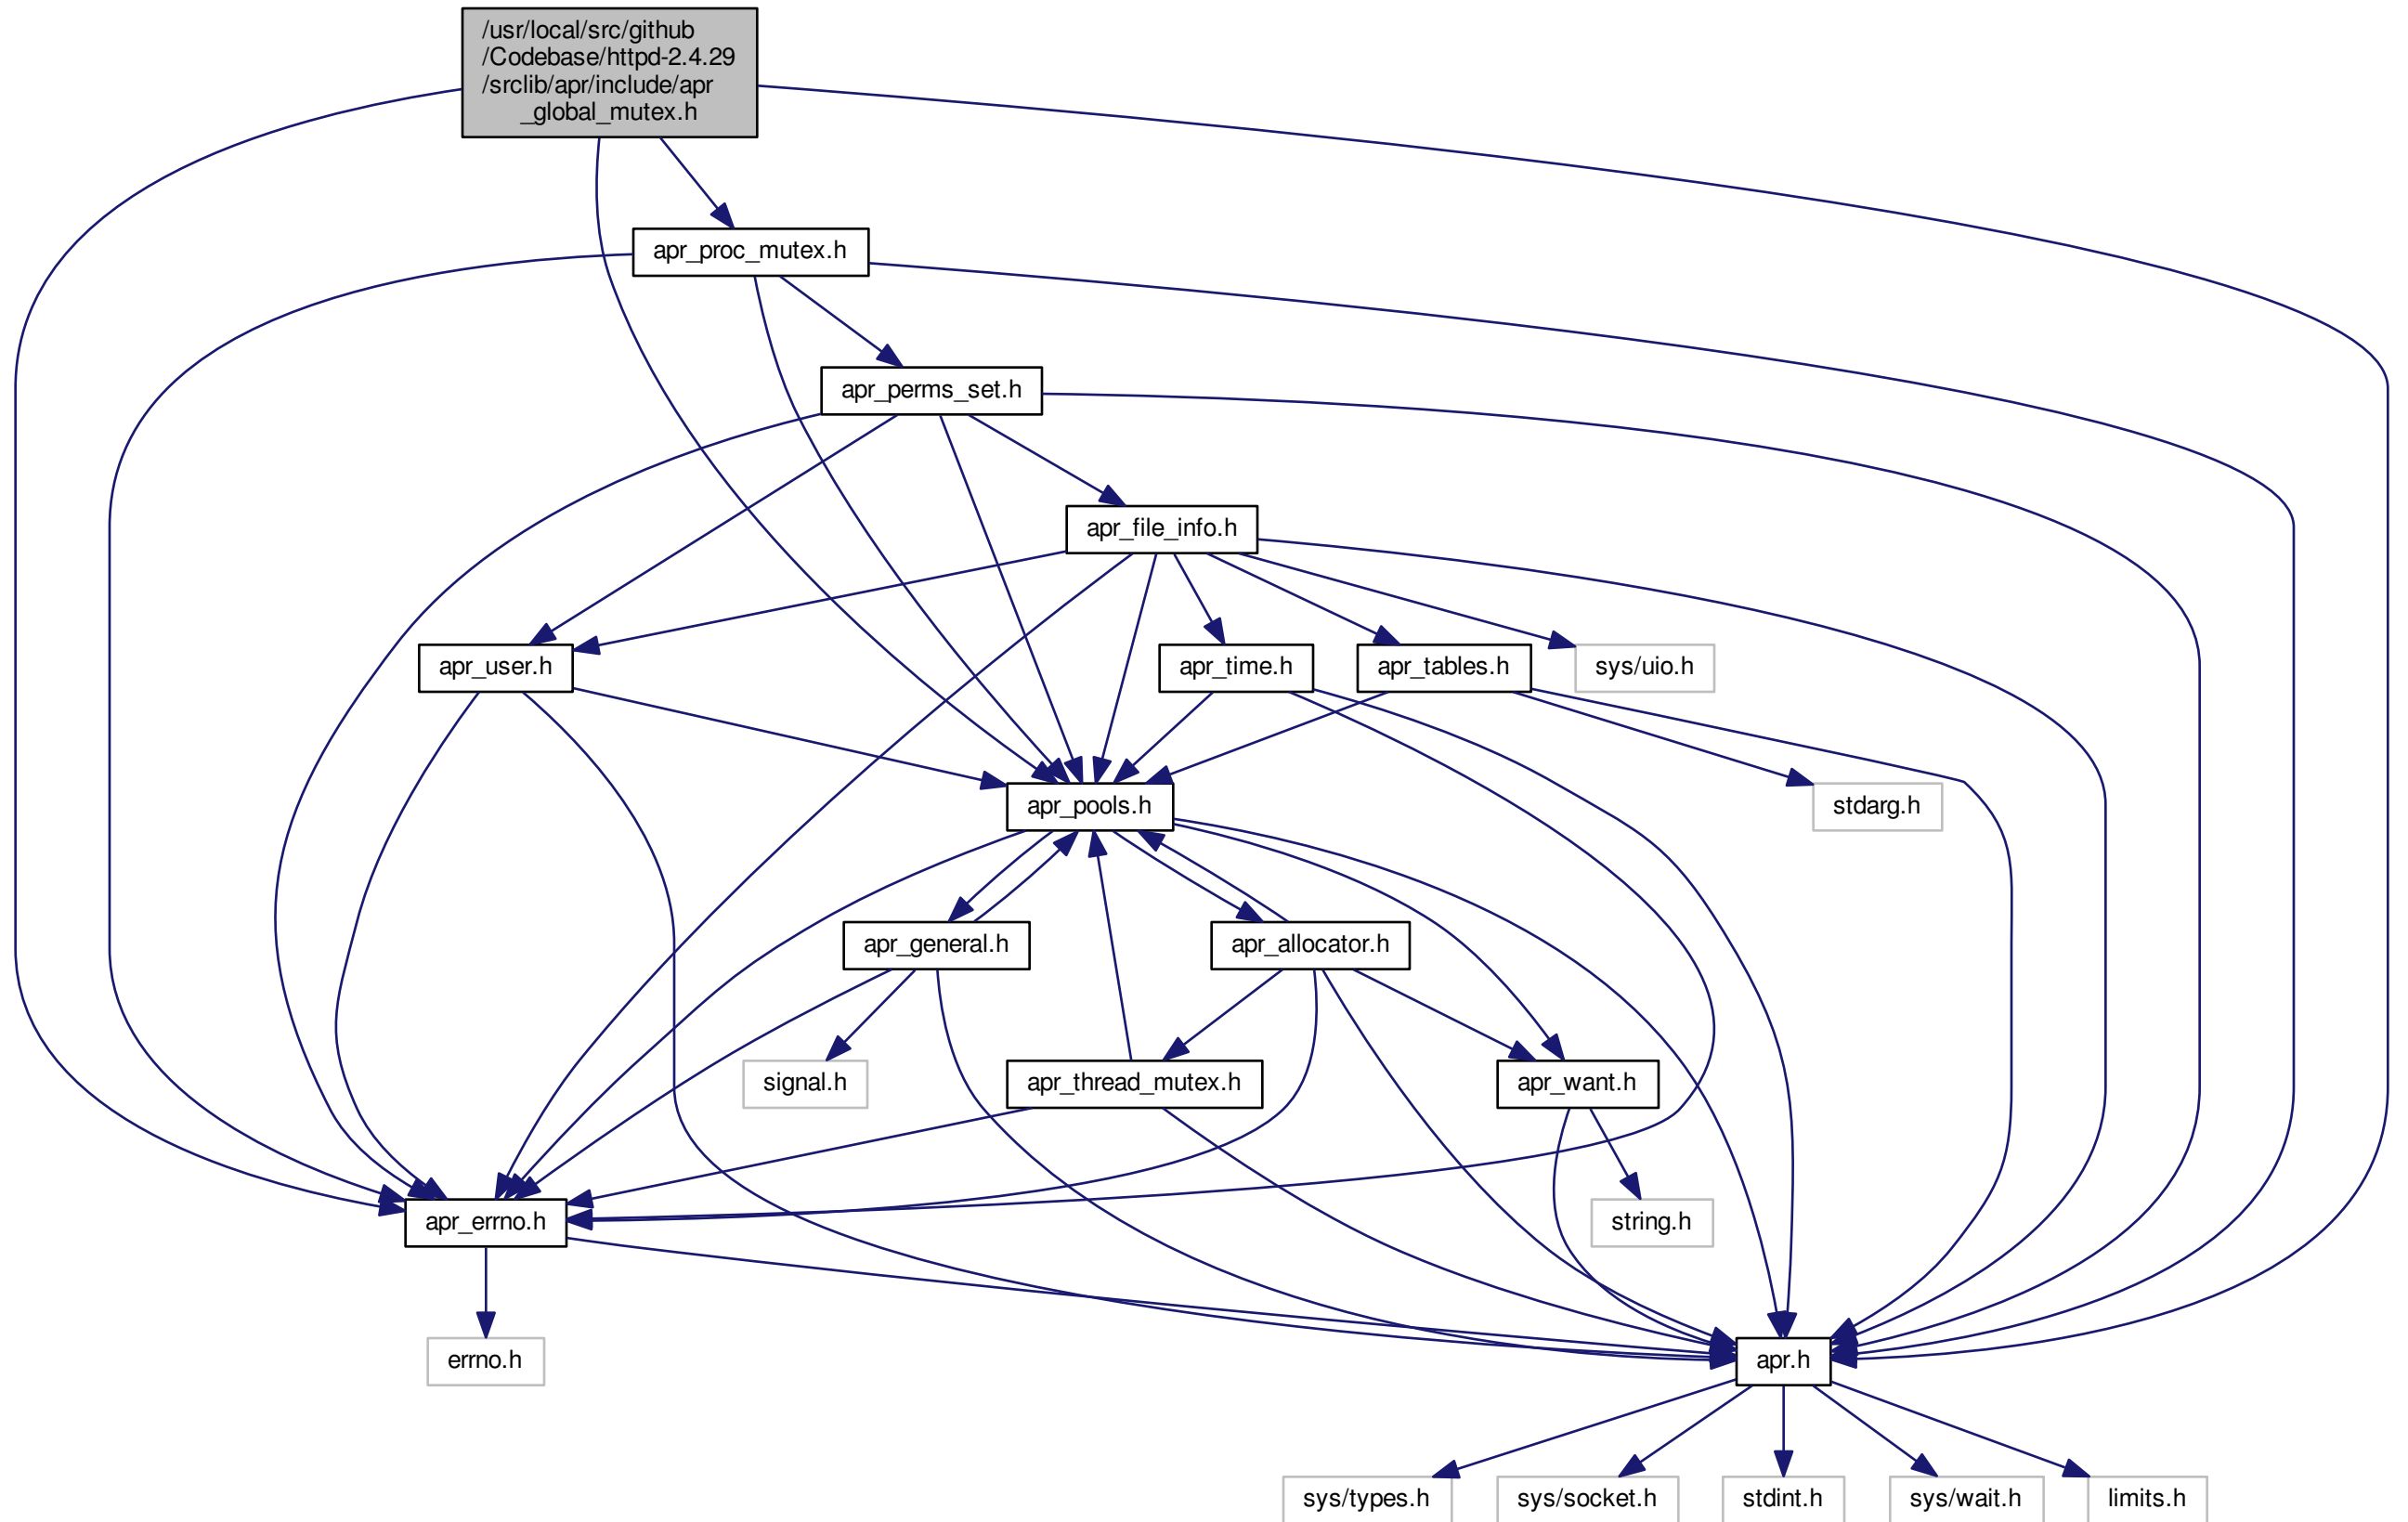 /usr/local/src/github
/Codebase/httpd-2.4.29
/srclib/apr/include/apr
_global_mutex.h
apr_proc_mutex.h
apr_perms_set.h
apr_file_info.h
apr_user.h
apr_time.h
apr_tables.h
sys/uio.h
apr_pools.h
stdarg.h
apr_general.h
apr_allocator.h
signal.h
apr_thread_mutex.h
apr_want.h
apr_errno.h
string.h
errno.h
apr.h
sys/types.h
sys/socket.h
stdint.h
sys/wait.h
limits.h